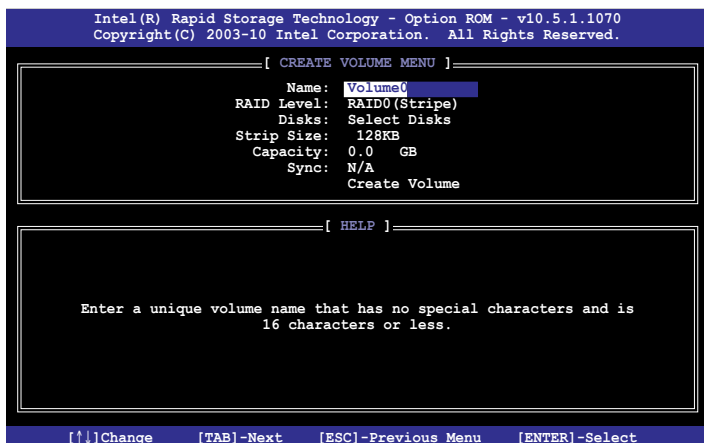 Intel(R) Rapid Storage Technology - Option ROM - v10.5.1.1070
Copyright(C) 2003-10 Intel Corporation. All Rights Reserved.
[ CREATE VOLUME MENU ]
Name: Volume0
RAID Level: RAID0(Stripe)
Disks: Select Disks
Strip Size: 128KB
Capacity: 0.0 GB
Sync: N/A
Create Volume
[ HELP ]
Enter a unique volume name that has no special characters and is
16 characters or less.
[↑↓]Change [TAB]-Next [ESC]-Previous Menu [ENTER]-Select